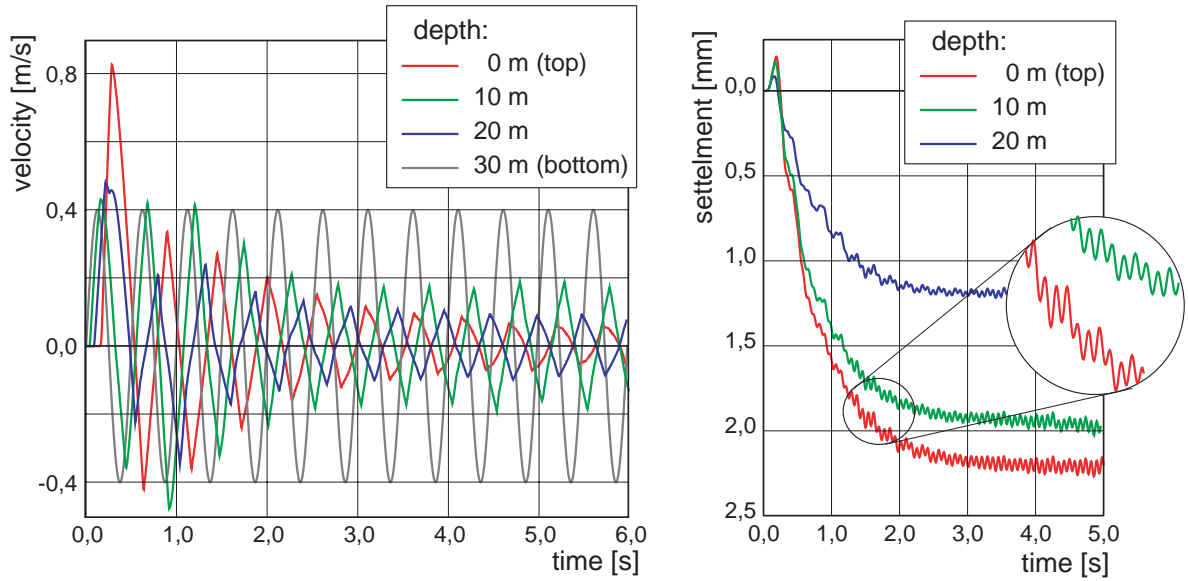 velocity [m/s]
0,8
0,4
0,0
-0,4
depth:
0 m (top)
10 m
20 m
30 m (bottom)
0,0
1,0
2,0
3,0
4,0
5,0
6,0
time [s]
settelment [mm]
0,0
0,5
1,0
1,5
2,0
2,5
depth:
0 m (top)
10 m
20 m
0,0
1,0
2,0
3,0
4,0
5,0
time [s]